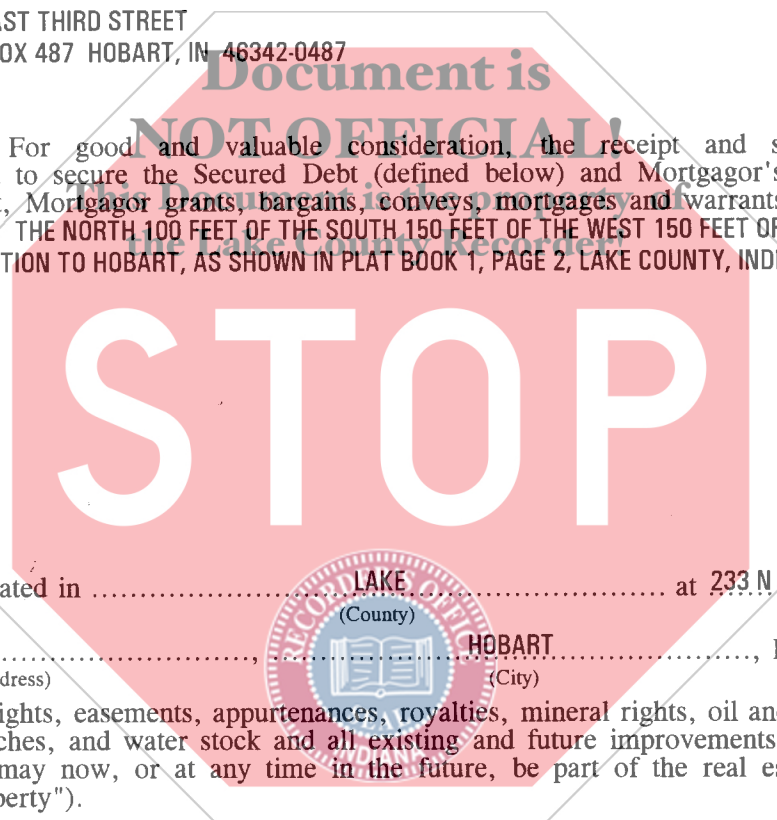 AST THIRD STREET
OX 487 HOBART, IN 46342-0487
Document is
NOT OFFICIAL!
For good and valuable consideration, the receipt and s
to secure the Secured Debt (defined below) and Mortgagor's
This Document is the property of
, Mortgagor grants, bargains, conveys, mortgages and warrants
THE NORTH 100 FEET OF THE SOUTH 150 FEET OF THE WEST 150 FEET OF
the Lake County Recorder!
TION TO HOBART, AS SHOWN IN PLAT BOOK 1, PAGE 2, LAKE COUNTY, INDI
STOP
ated in .......... LAKE .......... at 233 N
(County)
.........., .......... HOBART ..........,
dress) (City)
RECORDER'S OFFICE
SEAL
INDIANA
ights, easements, appurtenances, royalties, mineral rights, oil an
ches, and water stock and all existing and future improvements
may now, or at any time in the future, be part of the real es
perty").